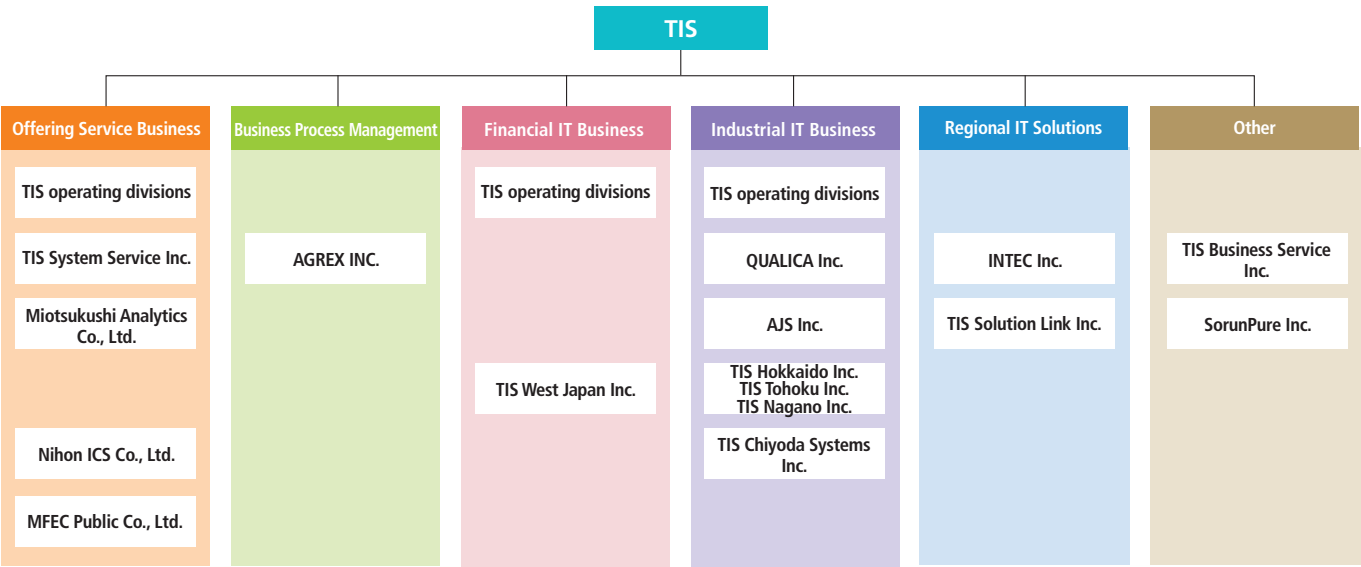 TIS
Offering Service Business
TIS operating divisions
TIS System Service Inc.
Miotsukushi Analytics
Co., Ltd.
Nihon ICS Co., Ltd.
MFEC Public Co., Ltd.
Business Process Management
AGREX INC.
Financial IT Business
TIS operating divisions
TIS West Japan Inc.
Industrial IT Business
TIS operating divisions
QUALICA Inc.
AJS Inc.
TIS Hokkaido Inc.
TIS Tohoku Inc.
TIS Nagano Inc.
TIS Chiyoda Systems
Inc.
Regional IT Solutions
INTEC Inc.
TIS Solution Link Inc.
Other
TIS Business Service
Inc.
SorunPure Inc.